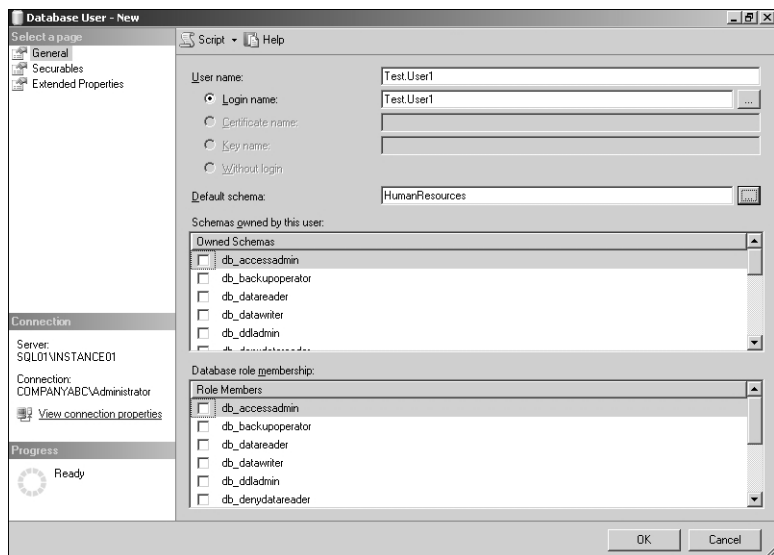 Database User - New
Select a page
General
Securables
Extended Properties
Script
Help
User name:
Test.User1
Login name:
Test.User1
...
Certificate name:
Key name:
Without login
Default schema:
HumanResources
...
Schemas owned by this user:
Owned Schemas
db_accessadmin
db_backupoperator
db_datareader
db_datawriter
db_ddladmin
db_denydatareader
Database role membership:
Role Members
db_accessadmin
db_backupoperator
db_datareader
db_datawriter
db_ddladmin
db_denydatareader
Connection
Server:
SQL01\INSTANCE01
Connection:
COMPANYABC\Administrator
View connection properties
Progress
Ready
OK
Cancel